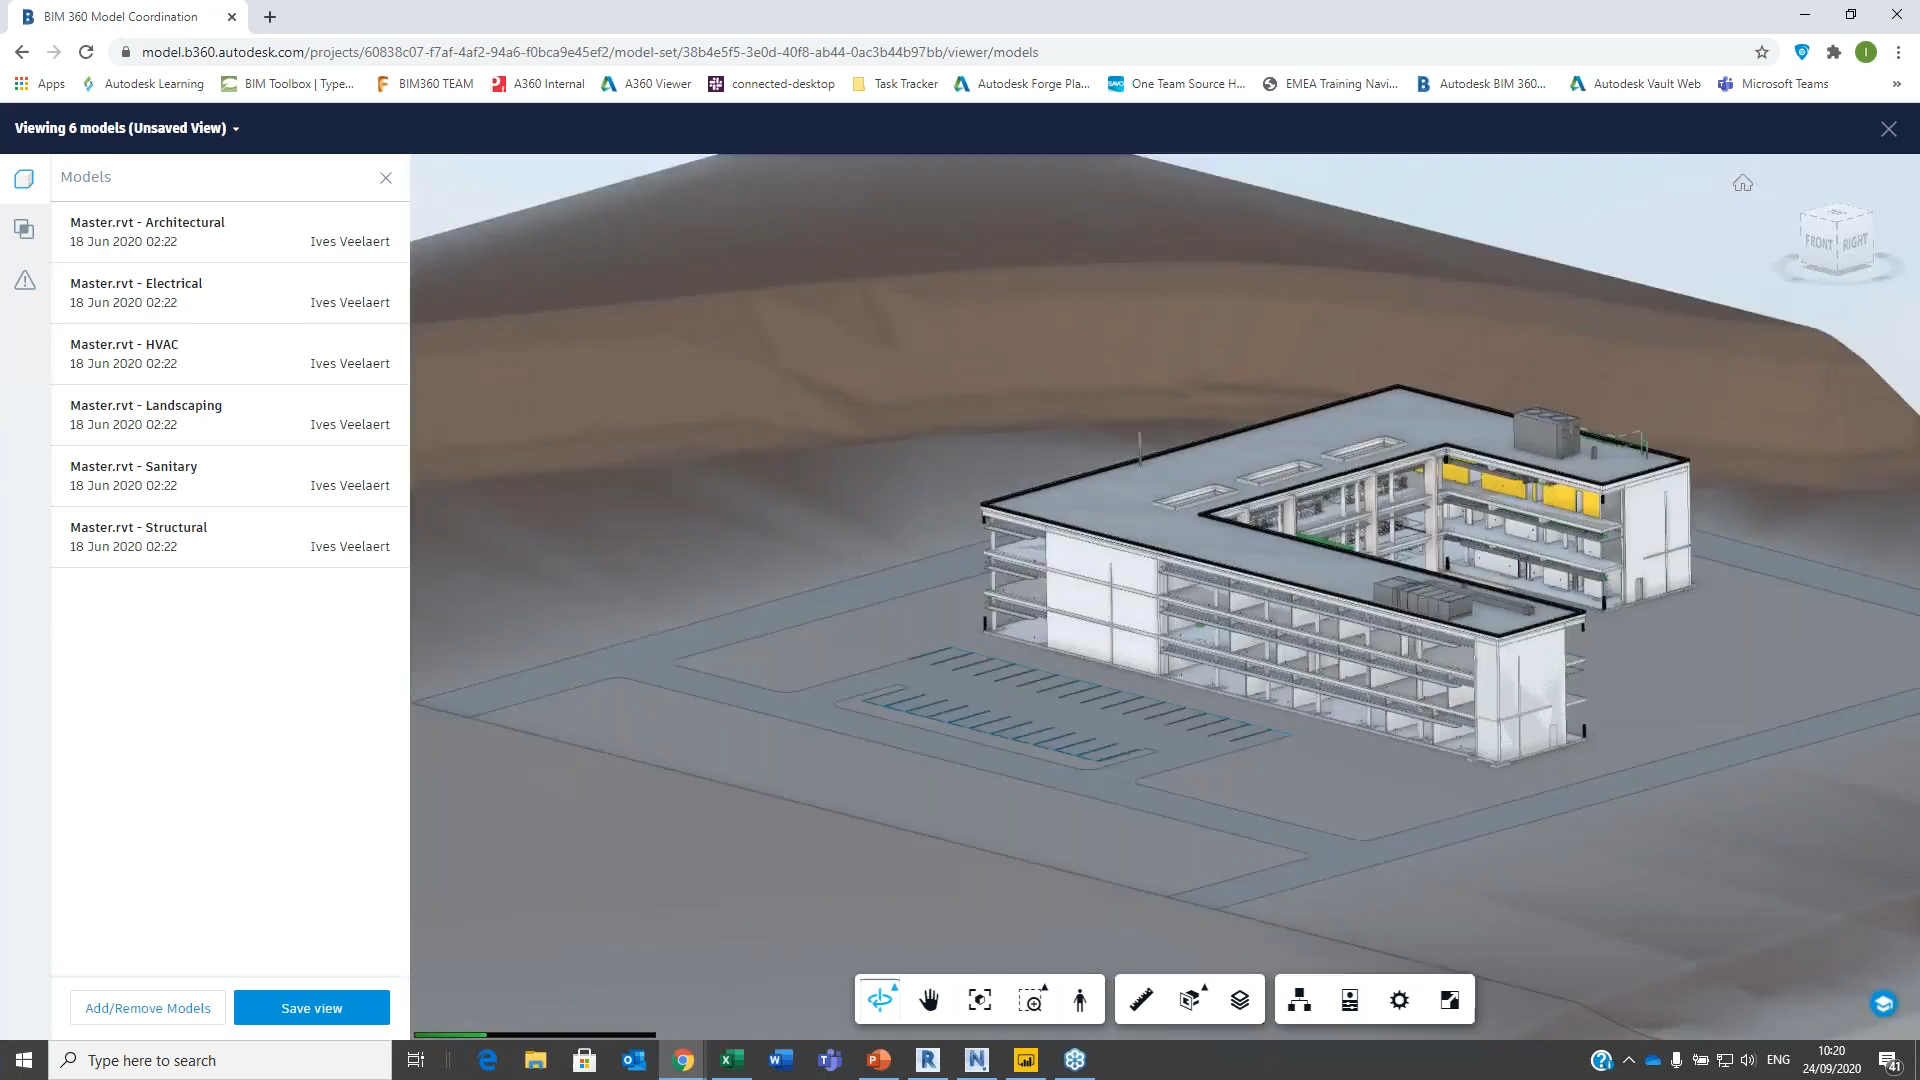 BIM 360 Model Coordination
model.b360.autodesk.com/projects/60838c07-f7af-4af2-94a6-f0bca9e45ef2/model-set/38b4e5f5-3e0d-40f8-ab44-0ac3b44b97bb/viewer/models
Apps Autodesk Learning BIM Toolbox | Type... BIM360 TEAM A360 Internal A360 Viewer connected-desktop Task Tracker Autodesk Forge Pla... One Team Source H... EMEA Training Navi... Autodesk BIM 360... Autodesk Vault Web Microsoft Teams
Viewing 6 models (Unsaved View)
Models
Master.rvt - Architectural
18 Jun 2020 02:22 Ives Veelaert
Master.rvt - Electrical
18 Jun 2020 02:22 Ives Veelaert
Master.rvt - HVAC
18 Jun 2020 02:22 Ives Veelaert
Master.rvt - Landscaping
18 Jun 2020 02:22 Ives Veelaert
Master.rvt - Sanitary
18 Jun 2020 02:22 Ives Veelaert
Master.rvt - Structural
18 Jun 2020 02:22 Ives Veelaert
FRONT RIGHT
Add/Remove Models Save view
Type here to search
ENG
10:20
24/09/2020
41